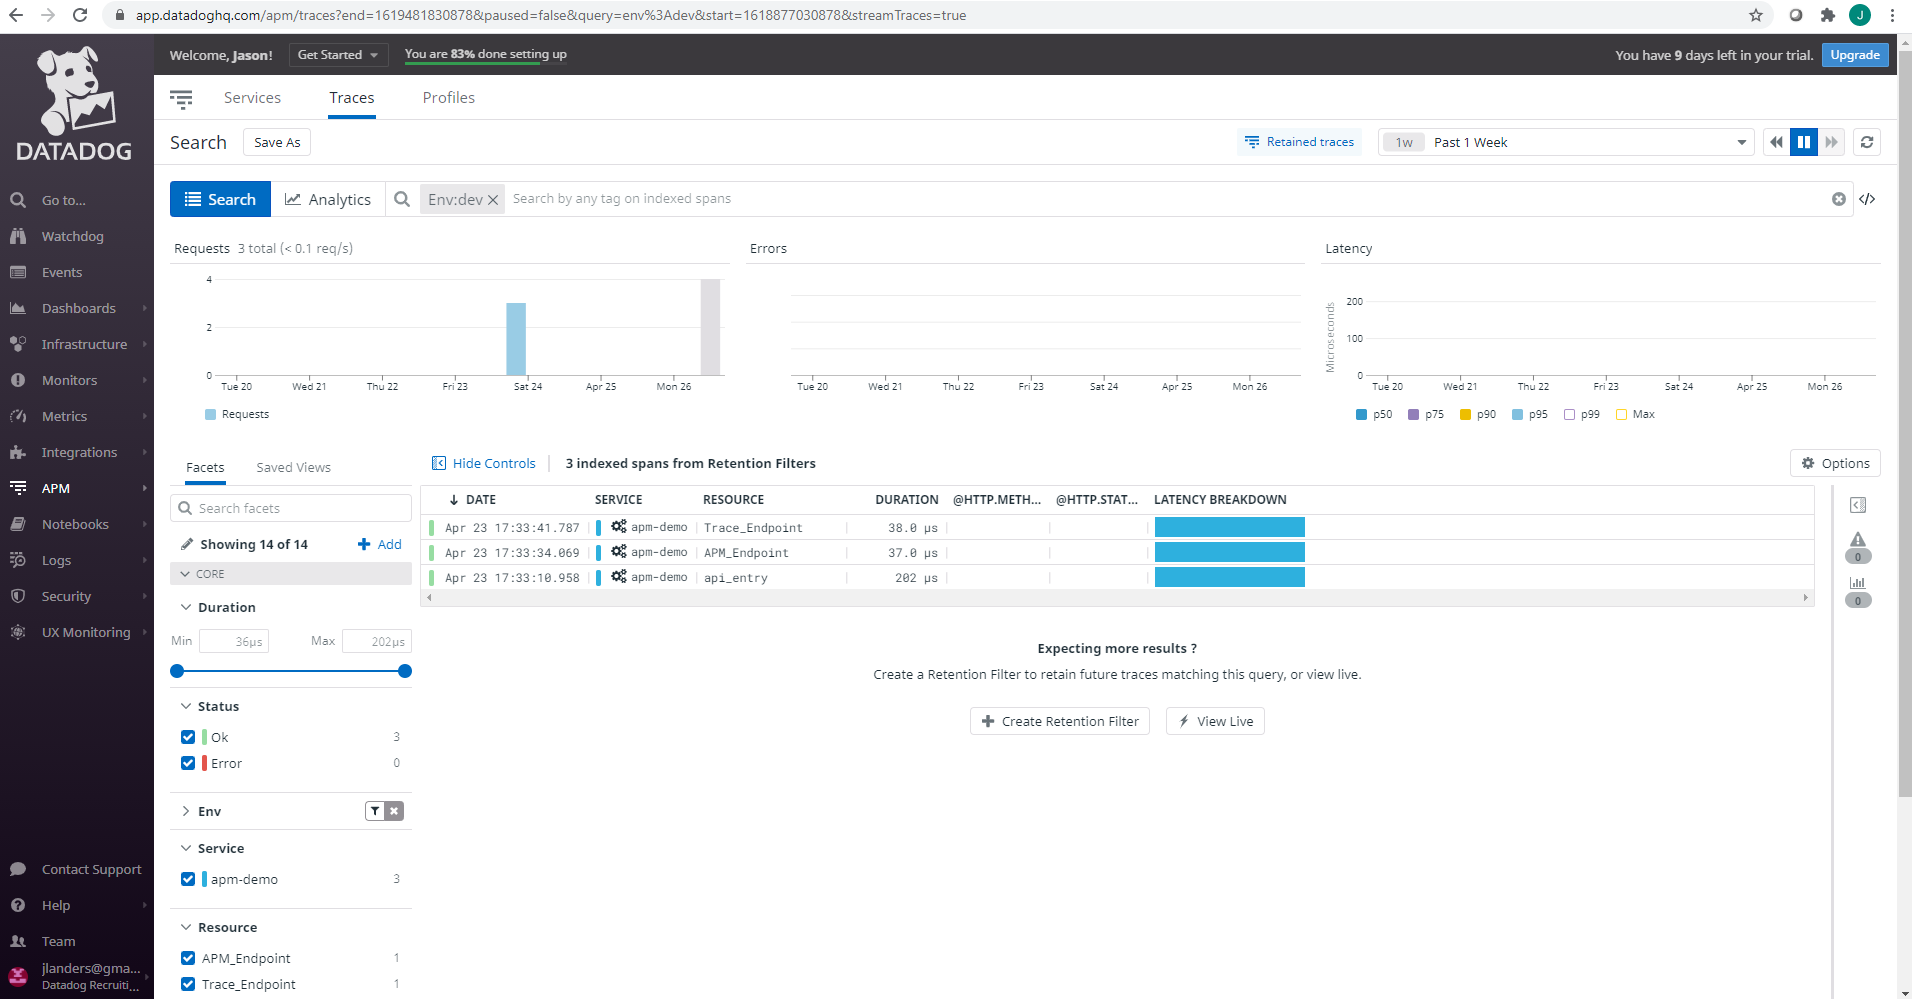 app.datadoghq.com/apm/traces?end=1619481830878&paused=false&query=env%3Adev&start=1618877030878&streamTraces=true
J
DATADOG
Welcome, Jason!
Get Started
You are 83% done setting up
You have 9 days left in your trial.
Upgrade
Services
Traces
Profiles
Search
Save As
Retained traces
1w
Past 1 Week
Go to...
Watchdog
Events
Dashboards
Infrastructure
Monitors
Metrics
Integrations
APM
Notebooks
Logs
Security
UX Monitoring
Contact Support
Help
Team
jlanders@gma...
Datadog Recruiti...
Search
Analytics
Env:dev
Search by any tag on indexed spans
Requests 3 total (< 0.1 req/s)
4
2
0
Tue 20 Wed 21 Thu 22 Fri 23 Sat 24 Apr 25 Mon 26
Requests
Errors
Tue 20 Wed 21 Thu 22 Fri 23 Sat 24 Apr 25 Mon 26
Latency
Microseconds
200
100
0
Tue 20 Wed 21 Thu 22 Fri 23 Sat 24 Apr 25 Mon 26
p50 p75 p90 p95 p99 Max
Facets
Saved Views
Search facets
Showing 14 of 14
Add
CORE
Duration
Min 36µs Max 202µs
Status
Ok 3
Error 0
Env
Service
apm-demo 3
Resource
APM_Endpoint 1
Trace_Endpoint 1
Hide Controls
3 indexed spans from Retention Filters
Options
DATE SERVICE RESOURCE DURATION @HTTP.METH... @HTTP.STAT... LATENCY BREAKDOWN
Apr 23 17:33:41.787 apm-demo Trace_Endpoint 38.0 µs
Apr 23 17:33:34.069 apm-demo APM_Endpoint 37.0 µs
Apr 23 17:33:10.958 apm-demo api_entry 202 µs
0
0
Expecting more results ?
Create a Retention Filter to retain future traces matching this query, or view live.
Create Retention Filter
View Live